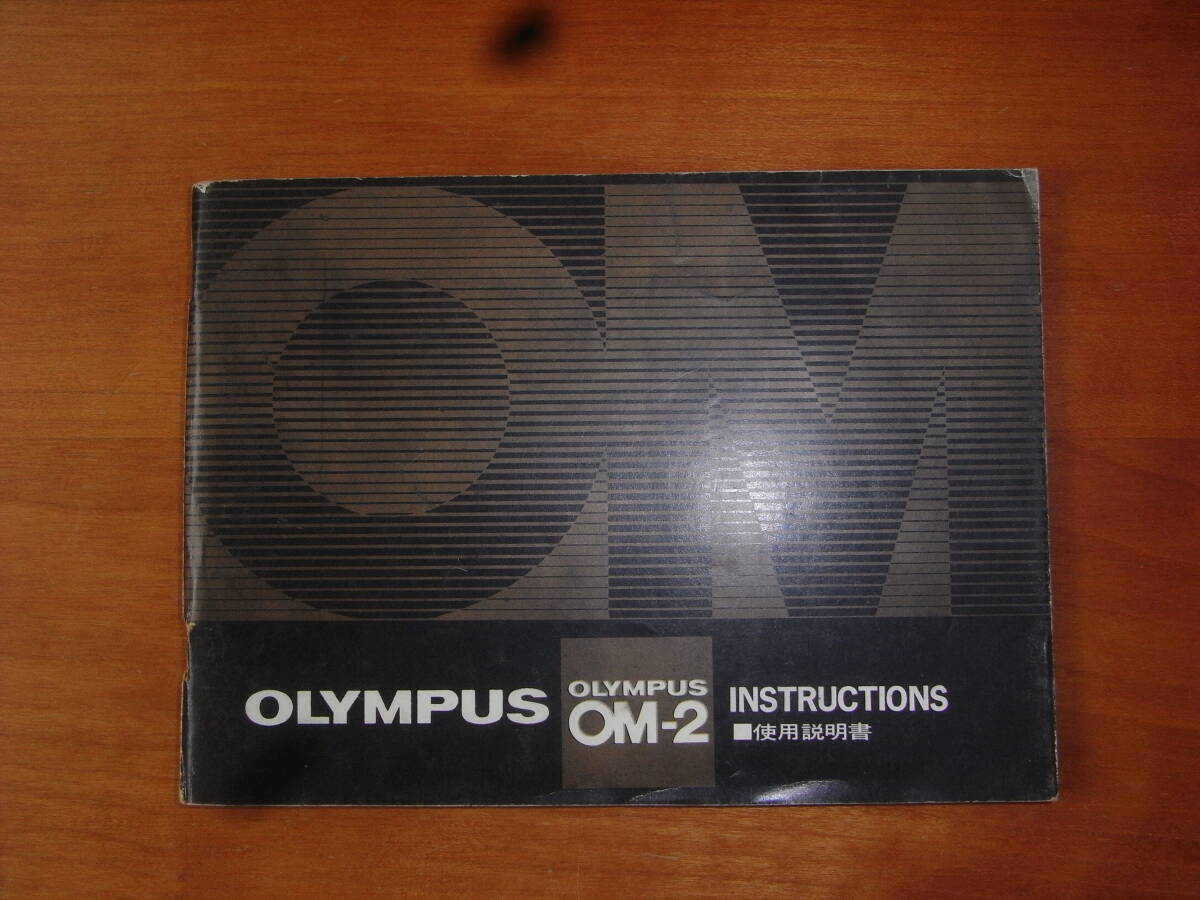 OM
OLYMPUS
OLYMPUS
OM-2
INSTRUCTIONS
■使用説明書